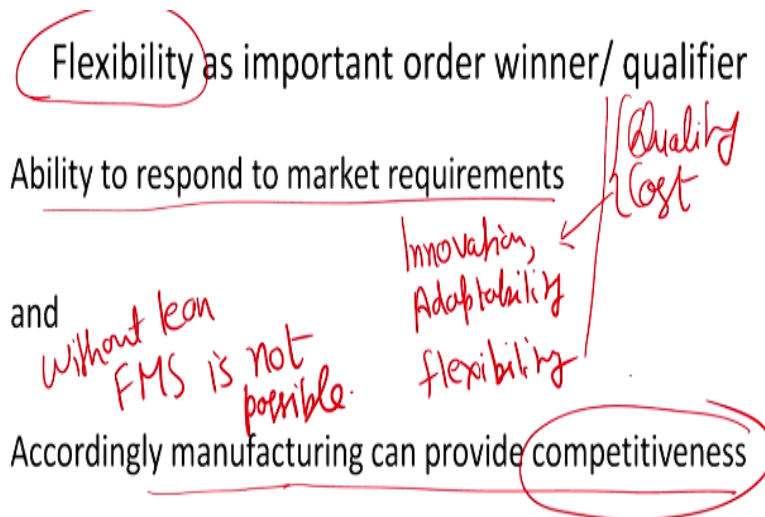 Flexibility as important order winner/ qualifier
Quality
Cost
Ability to respond to market requirements
Innovation,
Adaptability
flexibility
and
without lean
FMS is not
possible.
Accordingly manufacturing can provide competitiveness